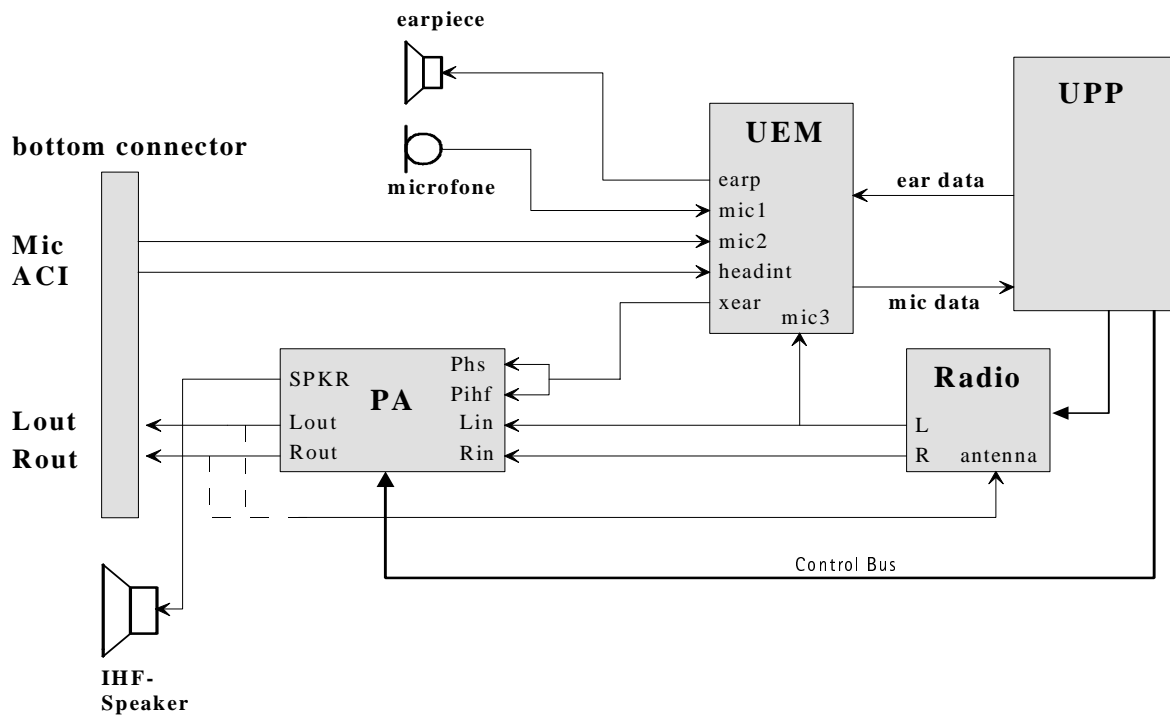 earpiece
UPP
UEM
bottom connector
microfone
earp
ear data
mic1
Mic
mic2
ACI
headint
xear
mic data
mic3
Phs
SPKR
Radio
Pihf
PA
Lout
Lout
Lin
L
Rout
Rout
Rin
R
antenna
Control Bus
IHF-
Speaker